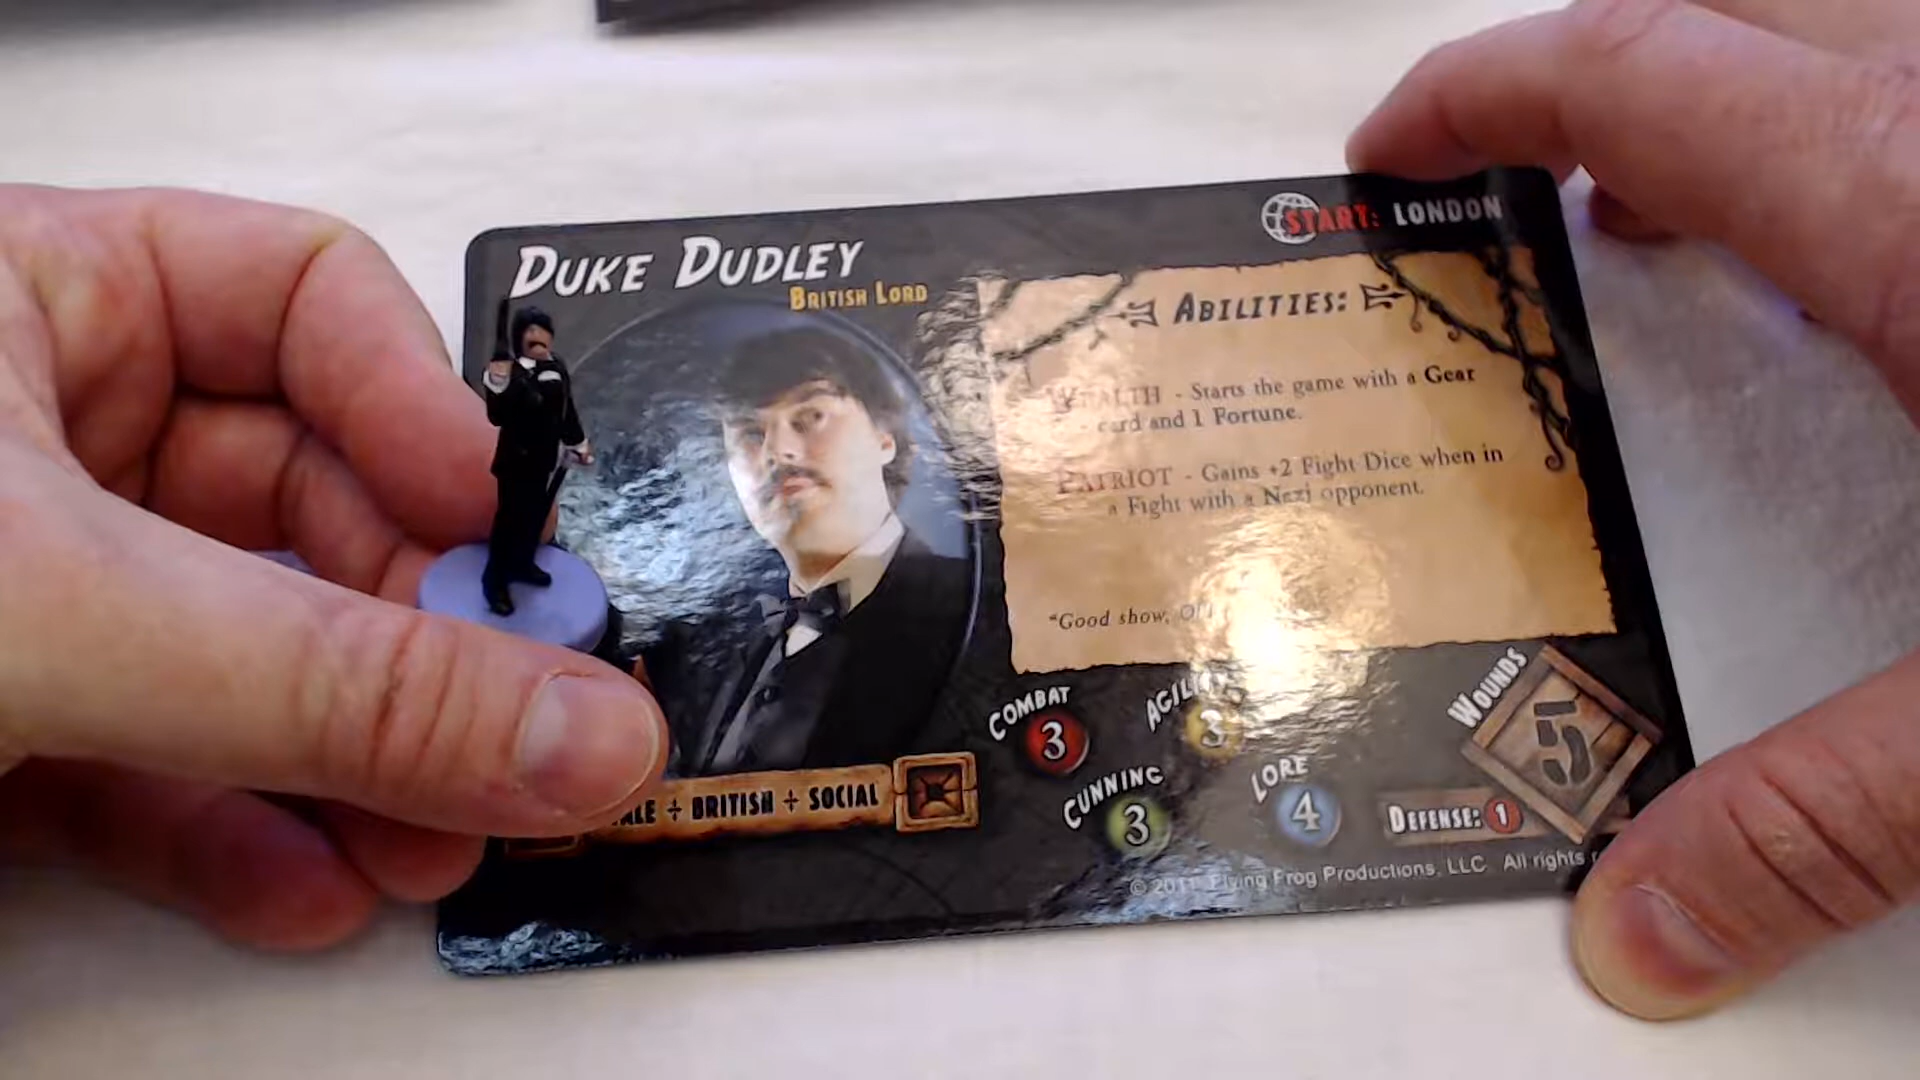 DUKE DUDLEY
BRITISH LORD
START: LONDON
ABILITIES:
WEALTH - Starts the game with a Gear
card and 1 Fortune.
PATRIOT - Gains +2 Fight Dice when in
a Fight with a Nazi opponent.
"Good show,
COMBAT
3
AGILITY
3
CUNNING
3
LORE
4
WOUNDS
5
DEFENSE: 1
÷ BRITISH ÷ SOCIAL
Flying Frog Productions, LLC All rights